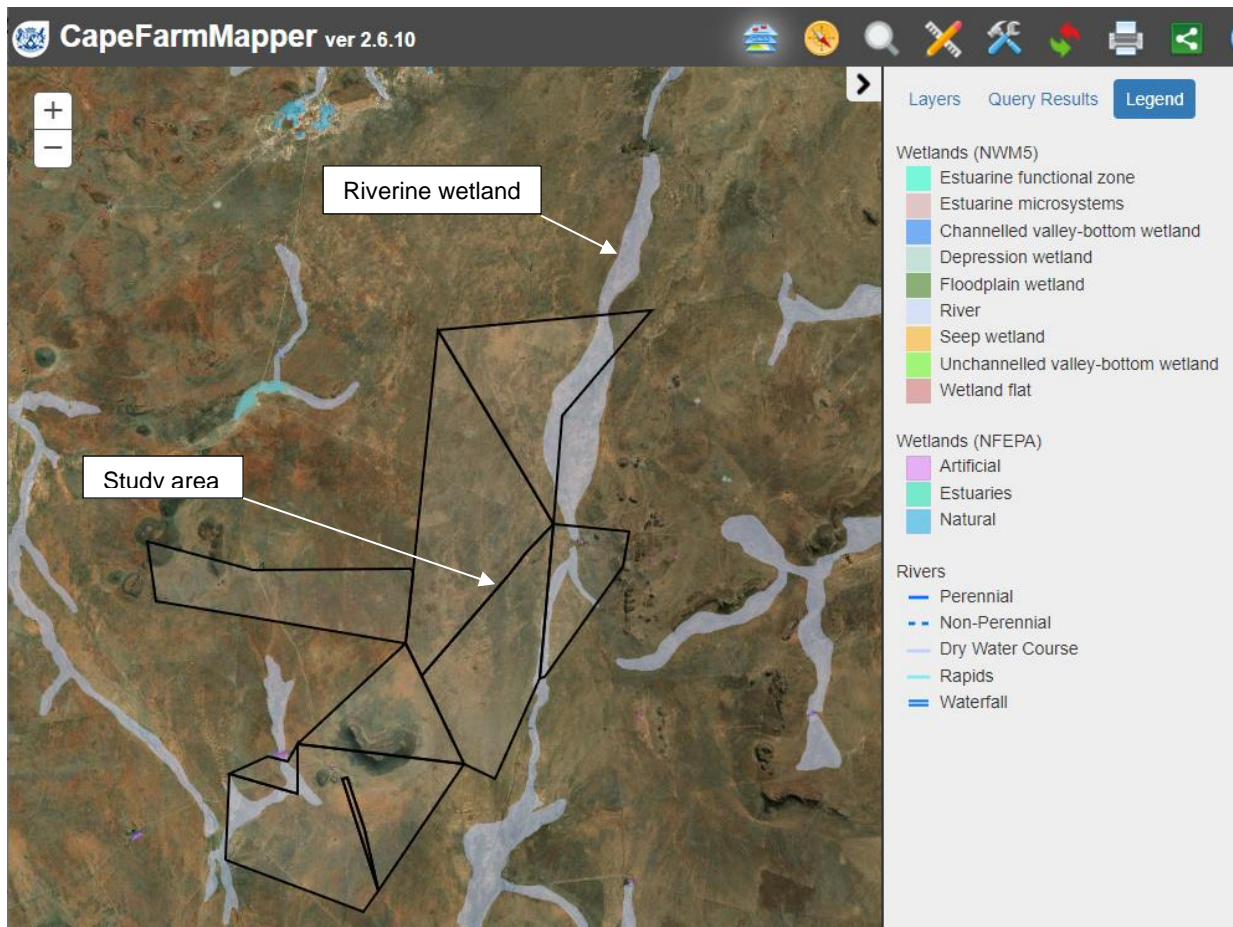 CapeFarmMapper ver 2.6.10
+
−
Riverine wetland
Study area
Layers Query Results Legend
Wetlands (NWM5)
Estuarine functional zone
Estuarine microsystems
Channelled valley-bottom wetland
Depression wetland
Floodplain wetland
River
Seep wetland
Unchannelled valley-bottom wetland
Wetland flat
Wetlands (NFEPA)
Artificial
Estuaries
Natural
Rivers
Perennial
Non-Perennial
Dry Water Course
Rapids
Waterfall